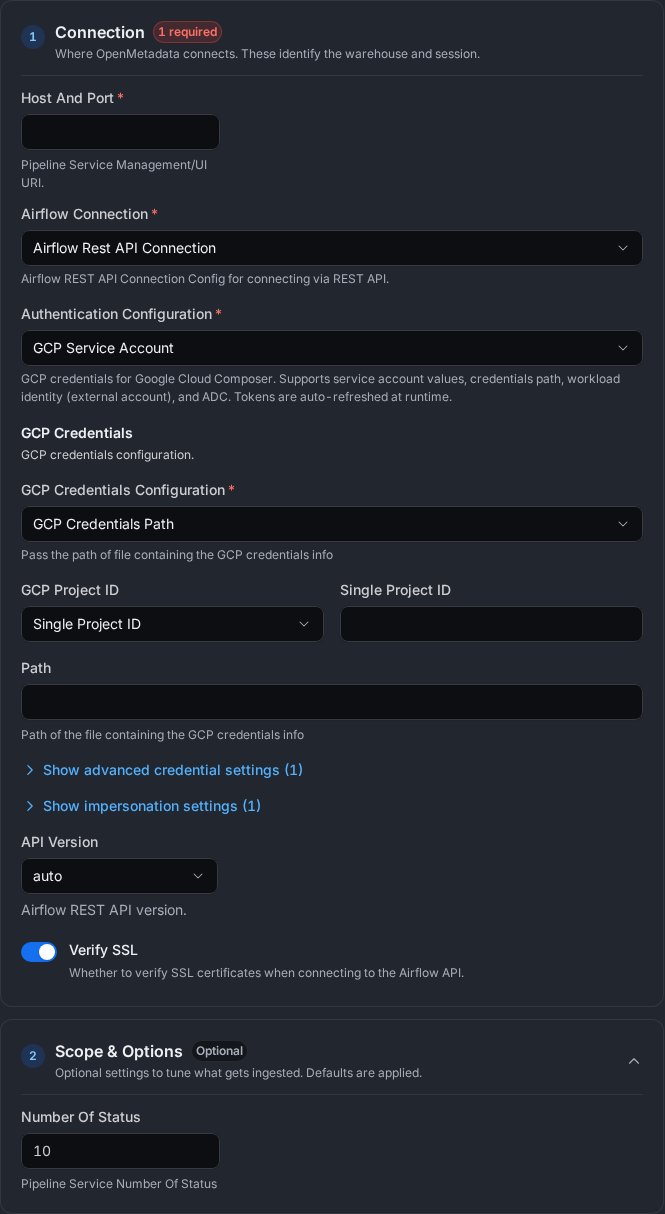 1 Connection 1 required
Where OpenMetadata connects. These identify the warehouse and session.
Host And Port *
Pipeline Service Management/UI
URI.
Airflow Connection *
Airflow Rest API Connection
Airflow REST API Connection Config for connecting via REST API.
Authentication Configuration *
GCP Service Account
GCP credentials for Google Cloud Composer. Supports service account values, credentials path, workload
identity (external account), and ADC. Tokens are auto-refreshed at runtime.
GCP Credentials
GCP credentials configuration.
GCP Credentials Configuration *
GCP Credentials Path
Pass the path of file containing the GCP credentials info
GCP Project ID Single Project ID
Single Project ID
Path
Path of the file containing the GCP credentials info
Show advanced credential settings (1)
Show impersonation settings (1)
API Version
auto
Airflow REST API version.
Verify SSL
Whether to verify SSL certificates when connecting to the Airflow API.
2 Scope & Options Optional
Optional settings to tune what gets ingested. Defaults are applied.
Number Of Status
10
Pipeline Service Number Of Status